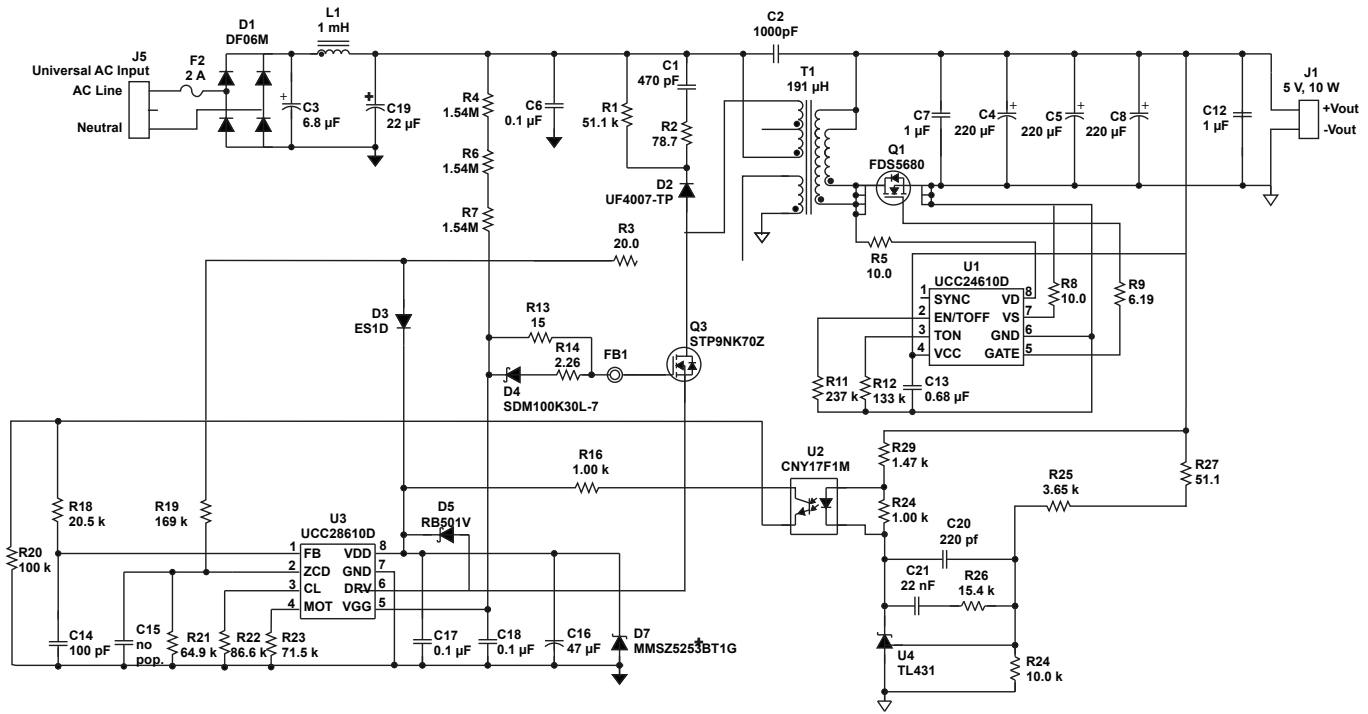 C2
1000pF
L1
1 mH
D1
DF06M
J5
Universal AC Input
F2
2 A
AC Line
Neutral
+
C3
6.8 µF
+
C19
22 µF
R4
1.54M
R6
1.54M
R7
1.54M
C6
0.1 µF
C1
470 pF
R1
51.1 k
R2
78.7
D2
UF4007-TP
T1
191 µH
J1
5 V, 10 W
+Vout
-Vout
C7
1 µF
C4
220 µF
+
C5
220 µF
+
C8
220 µF
+
C12
1 µF
Q1
FDS5680
R3
20.0
R5
10.0
U1
UCC24610D
1
SYNC
VD
8
2
EN/TOFF
VS
7
3
TON
GND
6
4
VCC
GATE
5
R8
10.0
R9
6.19
D3
ES1D
R13
15
R14
2.26
FB1
Q3
STP9NK70Z
D4
SDM100K30L-7
R11
237 k
R12
133 k
C13
0.68 µF
R16
1.00 k
U2
CNY17F1M
R29
1.47 k
R24
1.00 k
R25
3.65 k
R27
51.1
R18
20.5 k
R19
169 k
R20
100 k
U3
UCC28610D
1
FB
VDD
8
2
ZCD
GND
7
3
CL
DRV
6
4
MOT
VGG
5
D5
RB501V
C20
220 pf
C21
22 nF
R26
15.4 k
C14
100 pF
C15
no
pop.
R21
64.9 k
R22
86.6 k
R23
71.5 k
C17
0.1 µF
C18
0.1 µF
C16
47 µF
D7
MMSZ5253BT1G
+
U4
TL431
R24
10.0 k